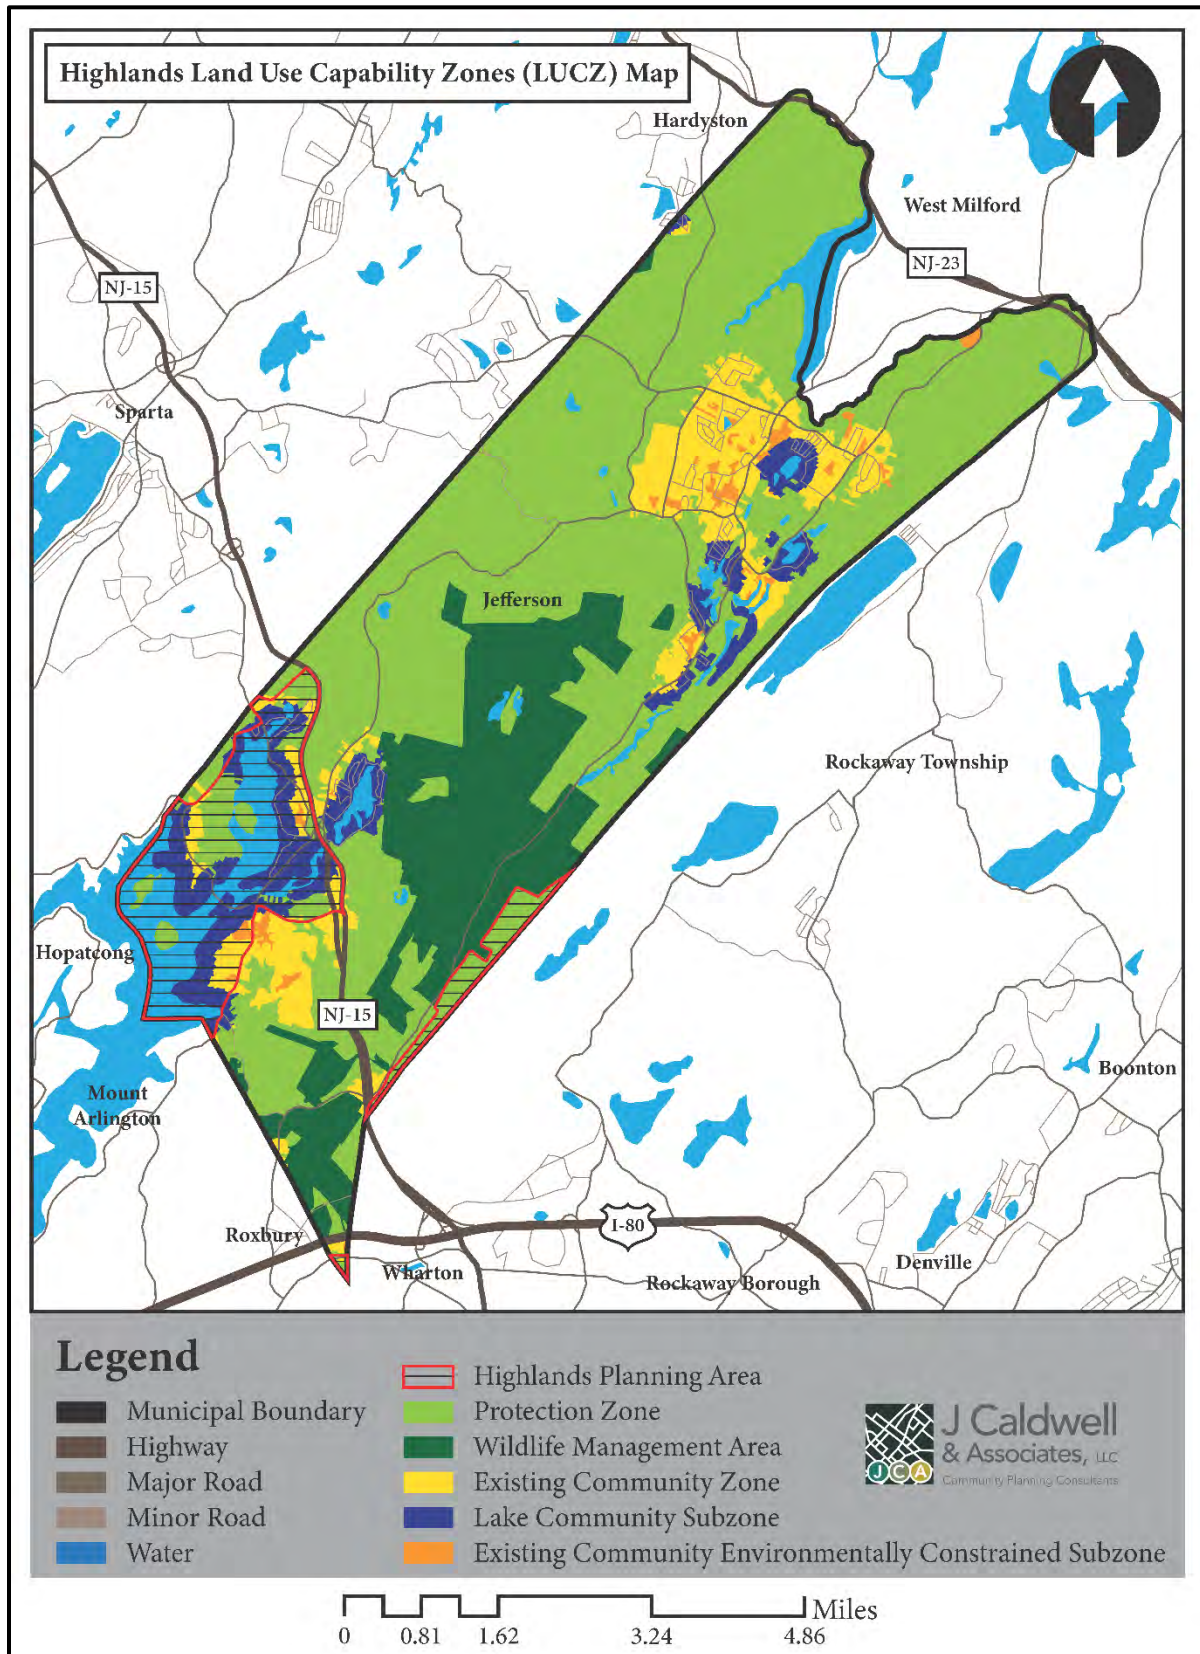 Highlands Land Use Capability Zones (LUCZ) Map
Hardyston
West Milford
NJ-23
NJ-15
Sparta
Jefferson
Rockaway Township
Hopatcong
NJ-15
Mount
Arlington
Boonton
Roxbury
I-80
Wharton
Rockaway Borough
Denville
Legend
Municipal Boundary
Highway
Major Road
Minor Road
Water
Highlands Planning Area
Protection Zone
Wildlife Management Area
Existing Community Zone
Lake Community Subzone
Existing Community Environmentally Constrained Subzone
J Caldwell
& Associates, LLC
JCA
Community Planning Consultants
Miles
0 0.81 1.62 3.24 4.86